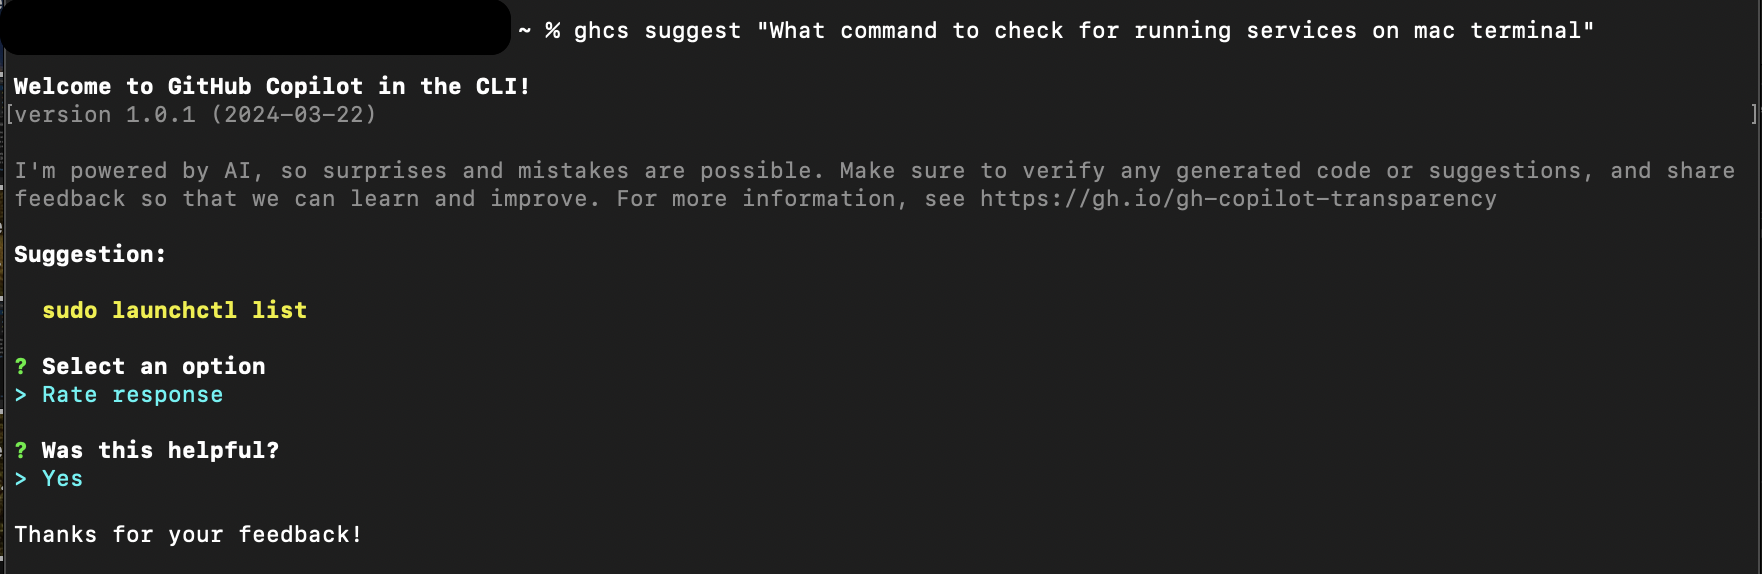 ~ % ghcs suggest "What command to check for running services on mac terminal"
Welcome to GitHub Copilot in the CLI!
[version 1.0.1 (2024-03-22) ]
I'm powered by AI, so surprises and mistakes are possible. Make sure to verify any generated code or suggestions, and share
feedback so that we can learn and improve. For more information, see https://gh.io/gh-copilot-transparency
Suggestion:
sudo launchctl list
? Select an option
> Rate response
? Was this helpful?
> Yes
Thanks for your feedback!